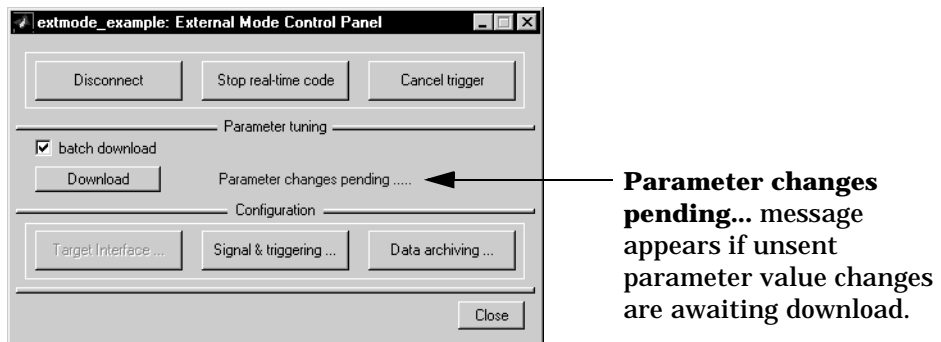 extmode_example: External Mode Control Panel
Disconnect Stop real-time code Cancel trigger
Parameter tuning
batch download
Download Parameter changes pending .....
Configuration
Target Interface ... Signal & triggering ... Data archiving ...
Close
Parameter changes
pending... message
appears if unsent
parameter value changes
are awaiting download.